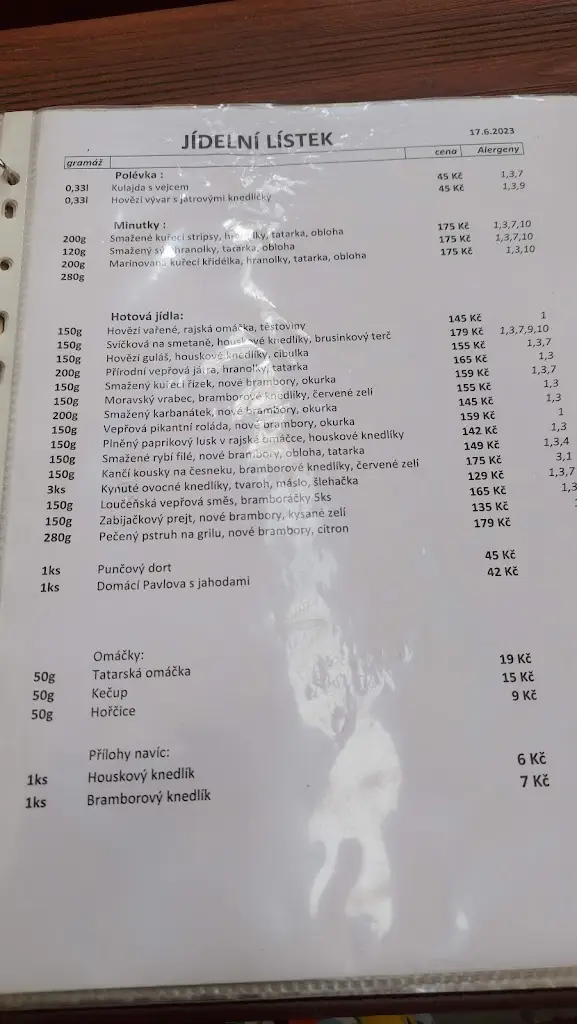 JÍDELNÍ LÍSTEK 17.6.2023
gramáž cena Alergeny
Polévka :
0,33l Kulajda s vejcem 45 Kč 1,3,7
0,33l Hovězí vývar s játrovými knedlíčky 45 Kč 1,3,9
Minutky :
200g Smažené kuřecí stripsy, hranolky, tatarka, obloha 175 Kč 1,3,7,10
120g Smažený sýr, hranolky, tatarka, obloha 175 Kč 1,3,7,10
200g Marinovaná kuřecí křidélka, hranolky, tatarka, obloha 175 Kč 1,3,10
280g
Hotová jídla:
150g Hovězí vařené, rajská omáčka, těstoviny 145 Kč 1
150g Svíčková na smetaně, houskové knedlíky, brusinkový terč 179 Kč 1,3,7,9,10
150g Hovězí guláš, houskové knedlíky, cibulka 155 Kč 1,3,7
200g Přírodní vepřová játra, hranolky, tatarka 165 Kč 1,3
150g Smažený kuřecí řízek, nové brambory, okurka 159 Kč 1,3,7
150g Moravský vrabec, bramborové knedlíky, červené zelí 155 Kč 1,3
200g Smažený karbanátek, nové brambory, okurka 145 Kč 1,3
150g Vepřová pikantní roláda, nové brambory, okurka 159 Kč 1
150g Plněný paprikový lusk v rajské omáčce, houskové knedlíky 142 Kč 1,3
150g Smažené rybí filé, nové brambory, obloha, tatarka 149 Kč 1,3,4
150g Kančí kousky na česneku, bramborové knedlíky, červené zelí 175 Kč 3,1
3ks Kynuté ovocné knedlíky, tvaroh, máslo, šlehačka 129 Kč 1,3,7
150g Loučeňská vepřová směs, bramboráčky 5ks 165 Kč 1,3
150g Zabijačkový prejt, nové brambory, kysané zelí 135 Kč
280g Pečený pstruh na grilu, nové brambory, citron 179 Kč
1ks Punčový dort 45 Kč
1ks Domácí Pavlova s jahodami 42 Kč
Omáčky:
50g Tatarská omáčka 19 Kč
50g Kečup 15 Kč
50g Hořčice 9 Kč
Přílohy navíc:
1ks Houskový knedlík 6 Kč
1ks Bramborový knedlík 7 Kč